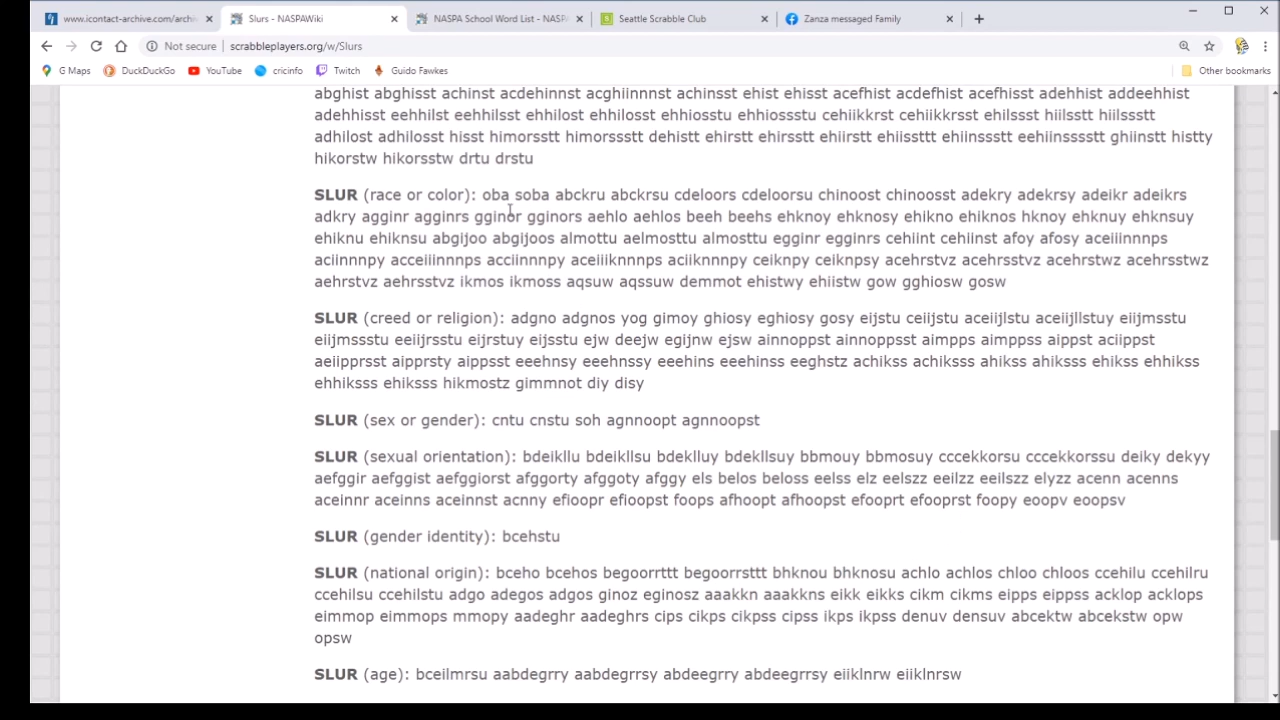 www.icontact-archive.com/archi
Slurs - NASPAWiki
NASPA School Word List - NASP
Seattle Scrabble Club
Zanza messaged Family
Not secure | scrabbleplayers.org/w/Slurs
G Maps DuckDuckGo YouTube cricinfo Twitch Guido Fawkes Other bookmarks
abghist abghisst achinst acdehinnst acghiinnnst achinsst ehist ehisst acefhist acdefhist acefhisst adehhist addeehhist
adehhisst eehhilst eehhilsst ehhilost ehhilosst ehhiosstu ehhiossstu cehiikkrst cehiikkrsst ehilssst hiilsstt hiilssstt
adhilost adhilosst hisst himorsstt himorssstt dehistt ehirstt ehirsstt ehiirstt ehiissttt ehiinssstt eehiinsssstt ghiinstt histty
hikorstw hikorsstw drtu drstu
SLUR (race or color): oba soba abckru abckrsu cdeloors cdeloorsu chinoost chinoosst adekry adekrsy adeikr adeikrs
adkry agginr agginrs gginor gginors aehlo aehlos beeh beehs ehknoy ehknosy ehikno ehiknos hknoy ehknuy ehknsuy
ehiknu ehiknsu abgijoo abgijoos almottu aelmosttu almosttu egginr egginrs cehiint cehiinst afoy afosy aceiiinnnps
aciinnnpy acceiiinnnps acciinnnpy aceiiiknnnps aciiknnnpy ceiknpy ceiknpsy acehrstvz acehrsstvz acehrstwz acehrsstwz
aehrstvz aehrsstvz ikmos ikmoss aqsuw aqssuw demmot ehistwy ehiistw gow gghiosw gosw
SLUR (creed or religion): adgno adgnos yog gimoy ghiosy eghiosy gosy eijstu ceiijstu aceiijlstu aceiijllstuy eiijmsstu
eiijmssstu eeiijrsstu eijrstuy eijsstu ejw deejw egijnw ejsw ainnoppst ainnoppsst aimpps aimppss aippst aciippst
aeiipprsst aipprsty aippsst eeehnsy eeehnssy eeehins eeehinss eeghstz achikss achiksss ahikss ahiksss ehikss ehhikss
ehhiksss ehiksss hikmostz gimmnot diy disy
SLUR (sex or gender): cntu cnstu soh agnnoopt agnnoopst
SLUR (sexual orientation): bdeikllu bdeikllsu bdeklluy bdekllsuy bbmouy bbmosuy cccekkorsu cccekkorssu deiky dekyy
aefggir aefggist aefggiorst afggorty afggoty afggy els belos beloss eelss elz eelszz eeilzz eeilszz elyzz acenn acenns
aceinnr aceinns aceinnst acnny efioopr efioopst foops afhoopt afhoopst efooprt efooprst foopy eoopv eoopsv
SLUR (gender identity): bcehstu
SLUR (national origin): bceho bcehos begoorrttt begoorrsttt bhknou bhknosu achlo achlos chloo chloos ccehilu ccehilru
ccehilsu ccehilstu adgo adegos adgos ginoz eginosz aaakkn aaakkns eikk eikks cikm cikms eipps eippss acklop acklops
eimmop eimmops mmopy aadeghr aadeghrs cips cikps cikpss cipss ikps ikpss denuv densuv abcektw abcekstw opw
opsw
SLUR (age): bceilmrsu aabdegrry aabdegrrsy abdeegrry abdeegrrsy eiiklnrw eiiklnrsw